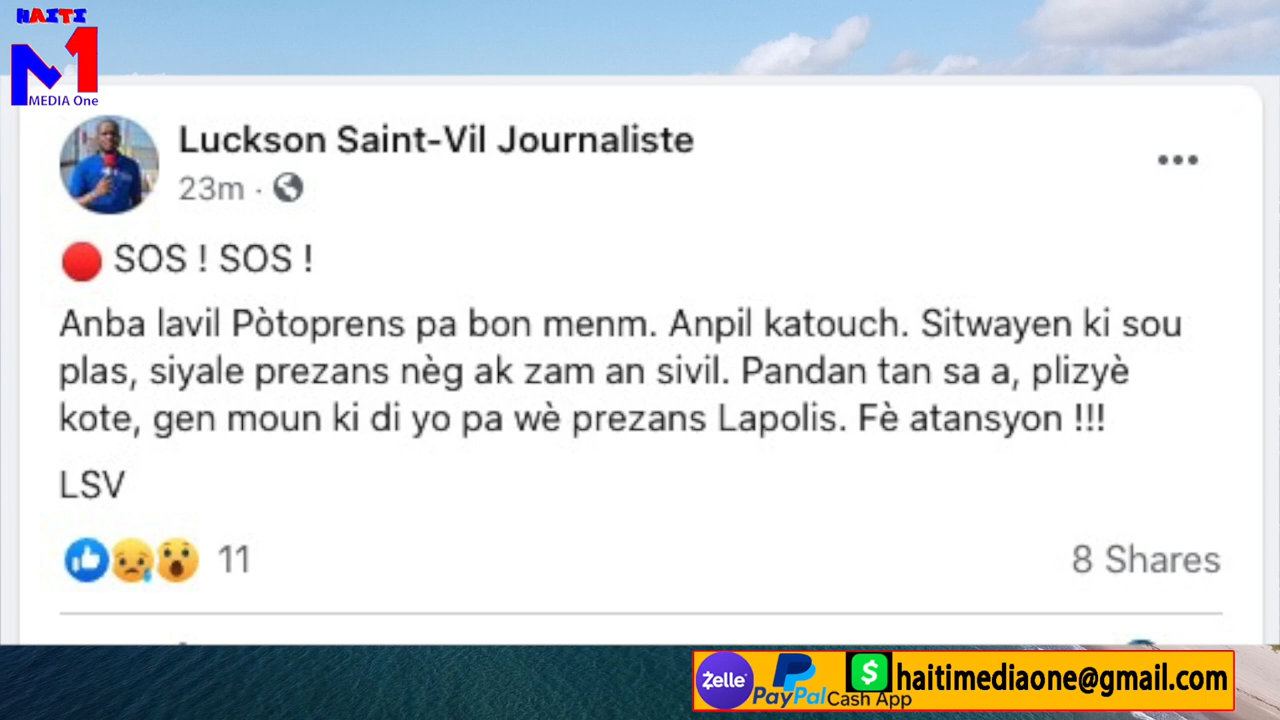 HAITI
M1
MEDIA One
Luckson Saint-Vil Journaliste
23m ·
SOS ! SOS !
Anba lavil Pòtoprens pa bon menm. Anpil katouch. Sitwayen ki sou
plas, siyale prezans nèg ak zam an sivil. Pandan tan sa a, plizyè
kote, gen moun ki di yo pa wè prezans Lapolis. Fè atansyon !!!
LSV
11
8 Shares
Zelle
PayPal
$
Cash App
haitimediaone@gmail.com